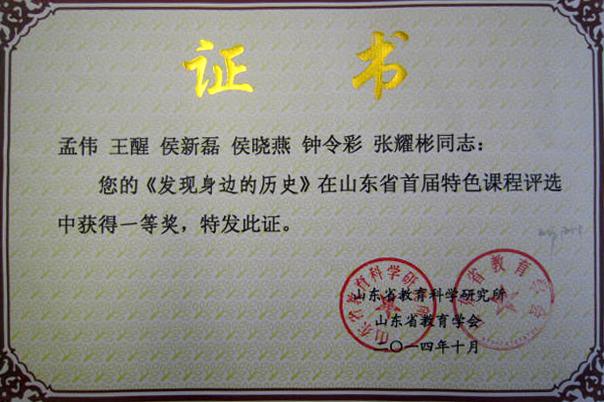 证 书
孟伟 王醒 侯新磊 侯晓燕 钟令彩 张耀彬同志：
您的《发现身边的历史》在山东省首届特色课程评选
中获得一等奖，特发此证。
山东省教育科学研究所
山东省教育学会
二〇一四年十月